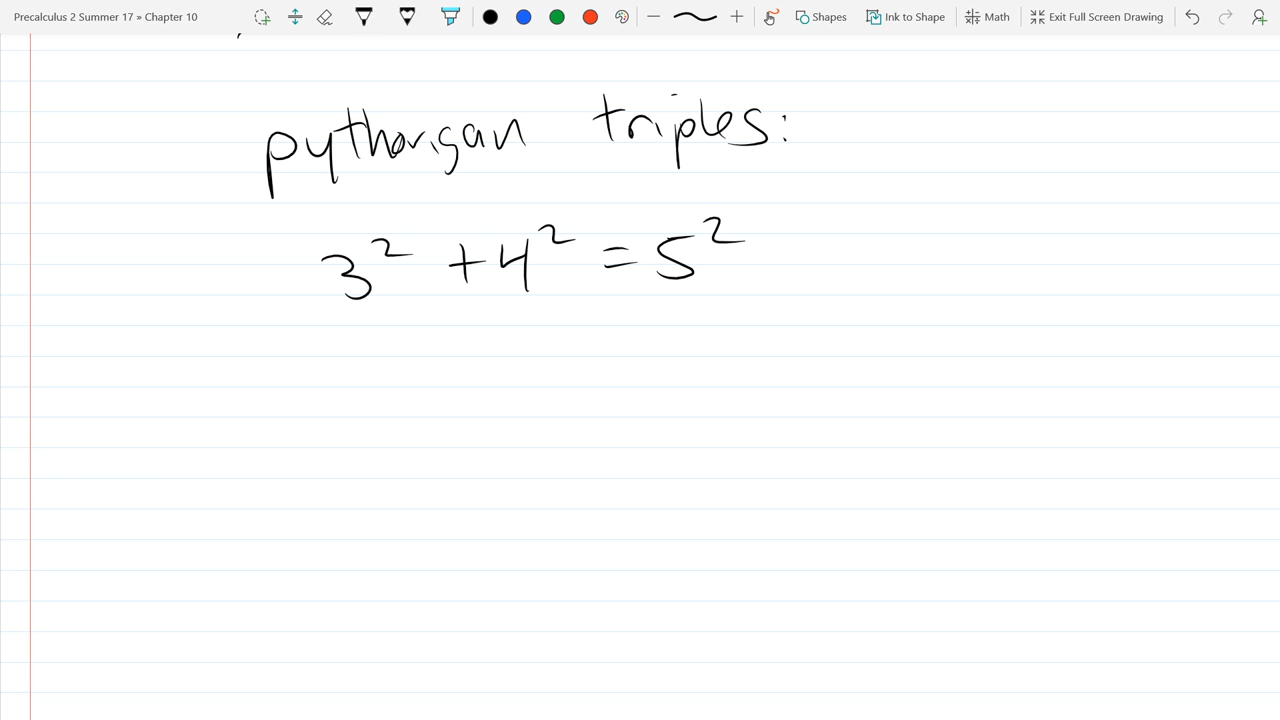 Precalculus 2 Summer 17 » Chapter 10 Shapes Ink to Shape Math Exit Full Screen Drawing
pythorigan triples:
3² + 4² = 5²